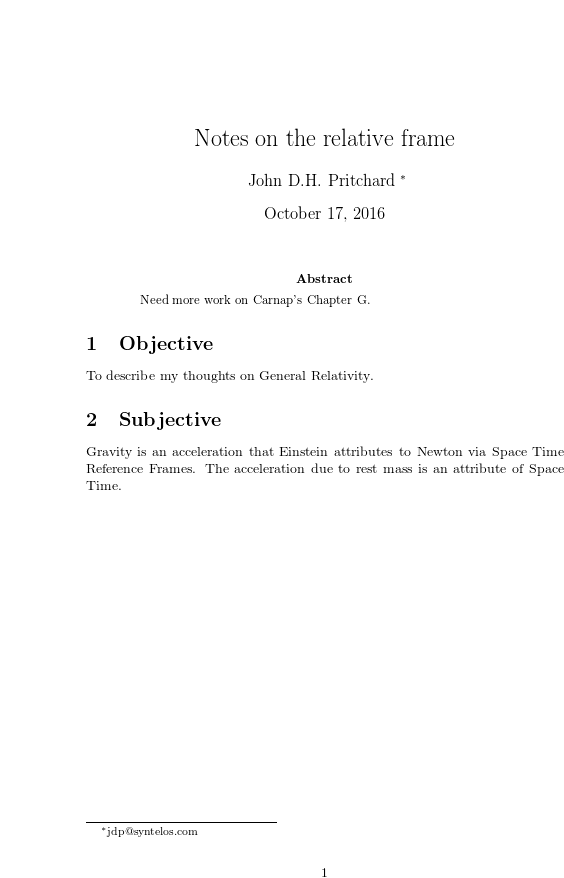 Notes on the relative frame
John D.H. Pritchard *
October 17, 2016
Abstract
Need more work on Carnap's Chapter G.
1 Objective
To describe my thoughts on General Relativity.
2 Subjective
Gravity is an acceleration that Einstein attributes to Newton via Space Time
Reference Frames. The acceleration due to rest mass is an attribute of Space
Time.
*jdp@syntelos.com
1